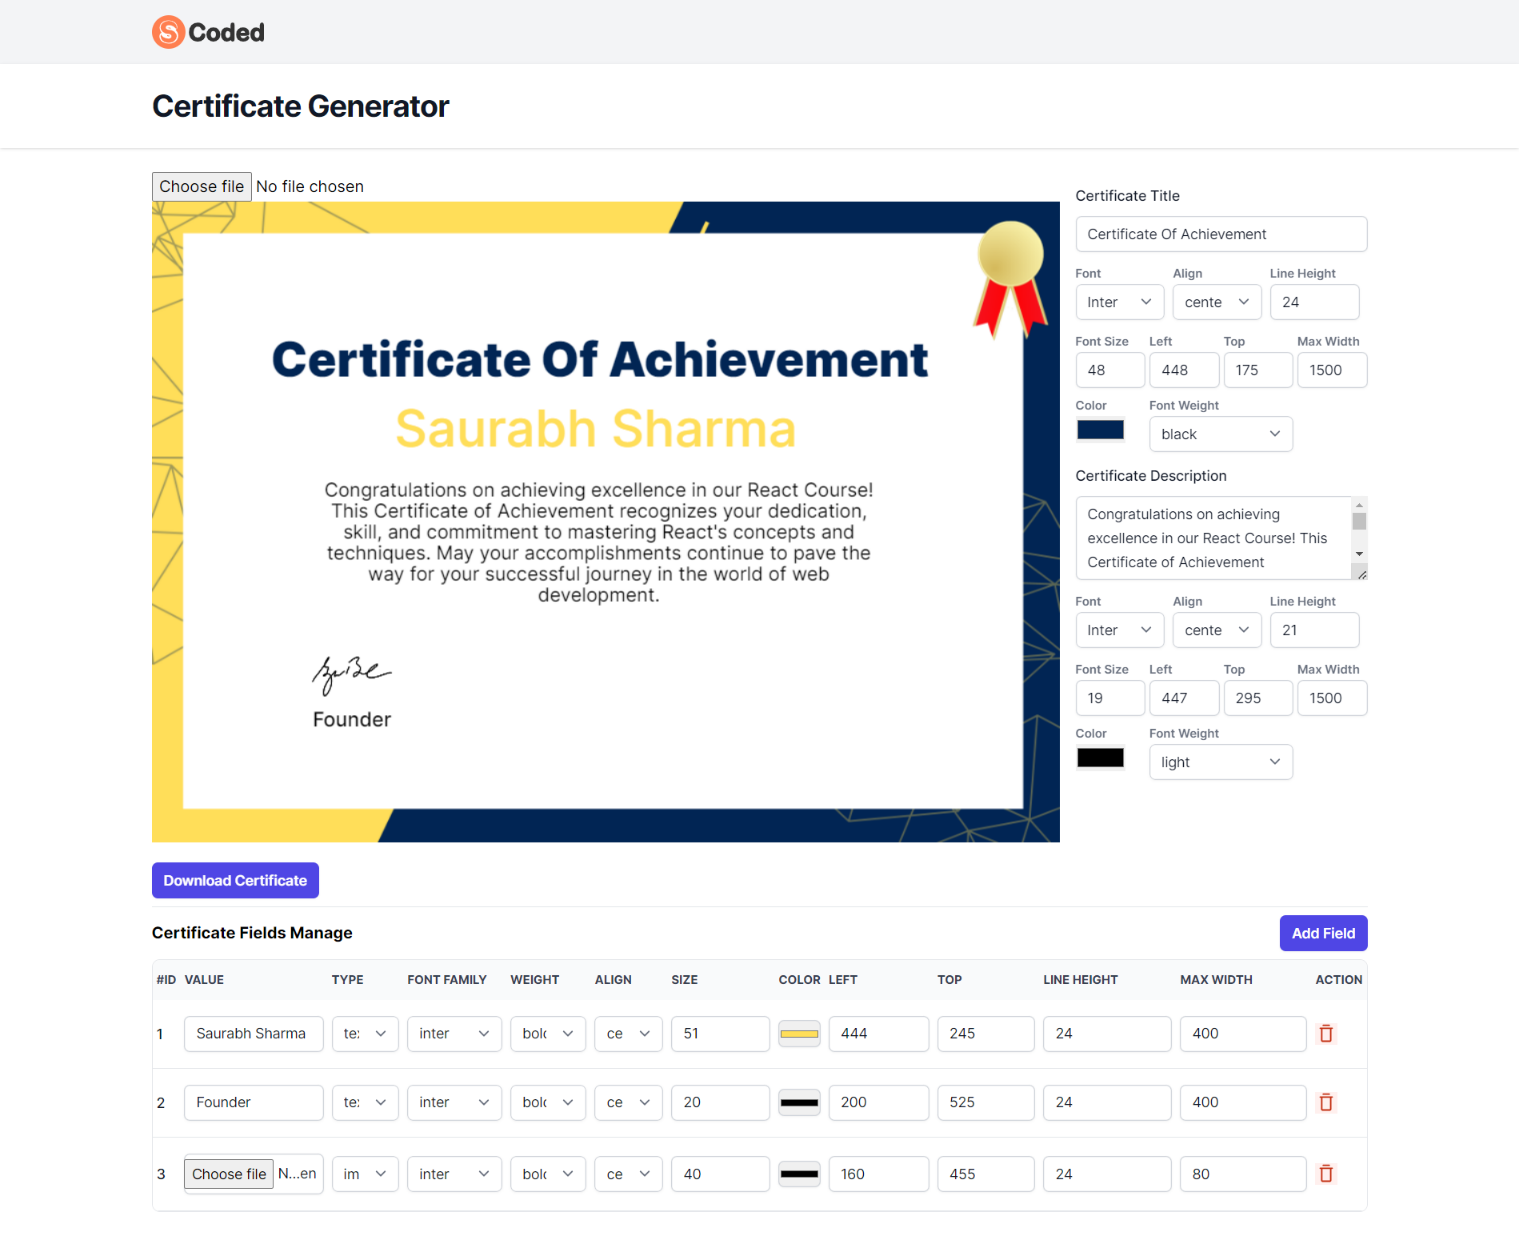 Coded
Certificate Generator
Choose file No file chosen
Certificate Of Achievement
Saurabh Sharma
Congratulations on achieving excellence in our React Course!
This Certificate of Achievement recognizes your dedication,
skill, and commitment to mastering React's concepts and
techniques. May your accomplishments continue to pave the
way for your successful journey in the world of web
development.
Founder
Certificate Title
Certificate Of Achievement
Font Align Line Height
Inter cente 24
Font Size Left Top Max Width
48 448 175 1500
Color Font Weight
black
Certificate Description
Congratulations on achieving
excellence in our React Course! This
Certificate of Achievement
Font Align Line Height
Inter cente 21
Font Size Left Top Max Width
19 447 295 1500
Color Font Weight
light
Download Certificate
Certificate Fields Manage
Add Field
#ID VALUE TYPE FONT FAMILY WEIGHT ALIGN SIZE COLOR LEFT TOP LINE HEIGHT MAX WIDTH ACTION
1 Saurabh Sharma te: inter bolc ce 51 444 245 24 400
2 Founder te: inter bolc ce 20 200 525 24 400
3 Choose file N...en im inter bolc ce 40 160 455 24 80